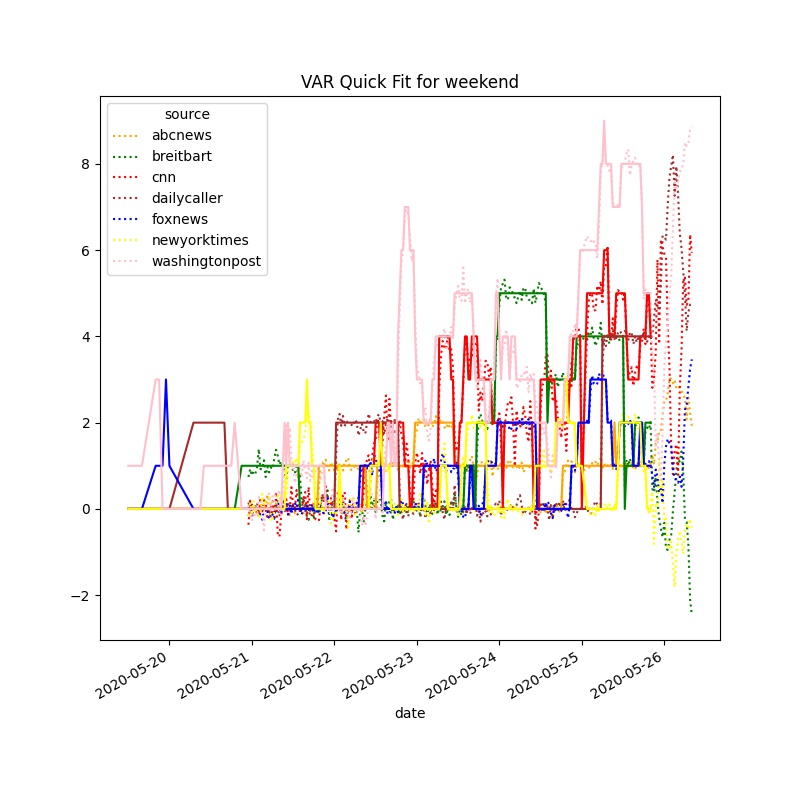 VAR Quick Fit for weekend
source
abcnews
breitbart
cnn
dailycaller
foxnews
newyorktimes
washingtonpost
8
6
4
2
0
−2
2020-05-20
2020-05-21
2020-05-22
2020-05-23
2020-05-24
2020-05-25
2020-05-26
date